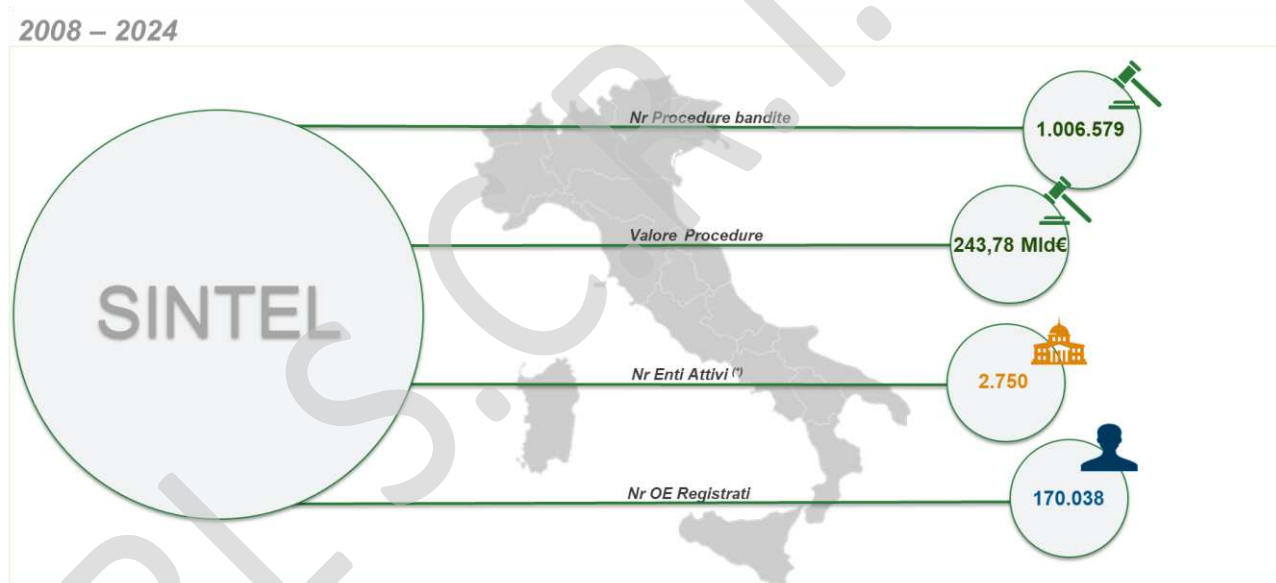 2008 – 2024
Nr Procedure bandite
1.006.579
Valore Procedure
243,78 Mld€
SINTEL
Nr Enti Attivi (*)
2.750
Nr OE Registrati
170.038